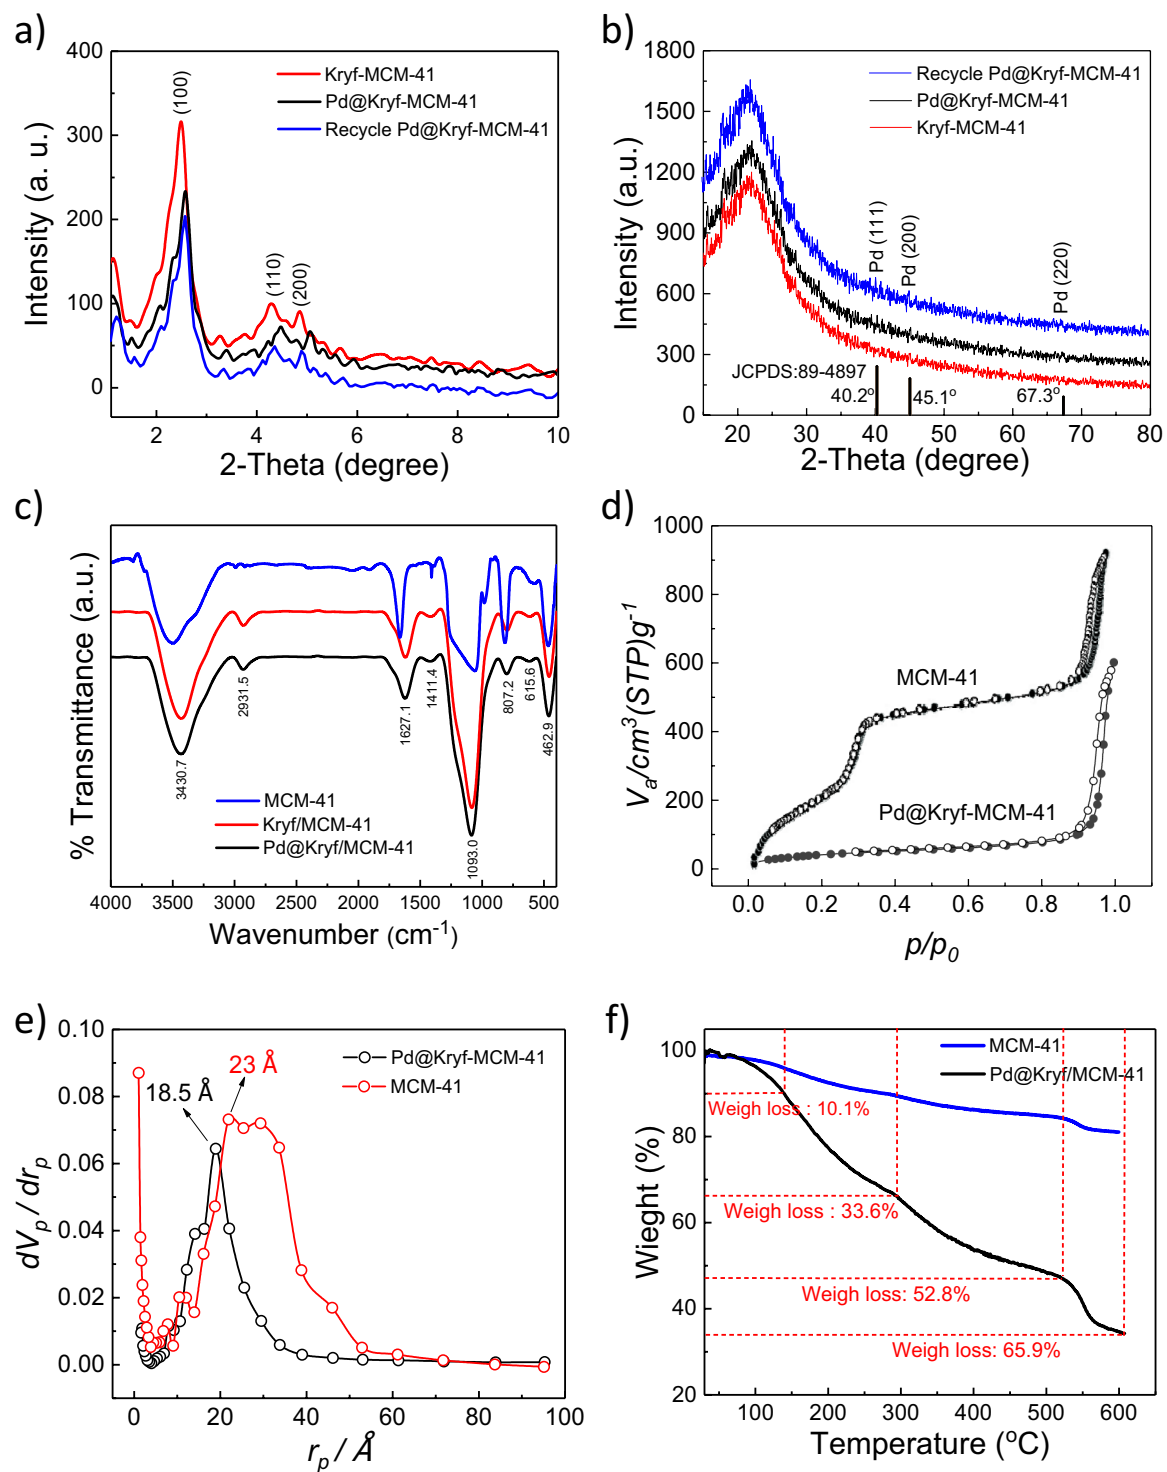 a)
400
300
200
100
0
Intensity (a. u.)
(100)
(110)
(200)
Kryf-MCM-41
Pd@Kryf-MCM-41
Recycle Pd@Kryf-MCM-41
2 4 6 8 10
2-Theta (degree)
b)
1800
1500
1200
900
600
300
0
Intensity (a.u.)
Recycle Pd@Kryf-MCM-41
Pd@Kryf-MCM-41
Kryf-MCM-41
Pd (111)
Pd (200)
Pd (220)
JCPDS:89-4897
40.2° 45.1° 67.3°
20 30 40 50 60 70 80
2-Theta (degree)
c)
% Transmittance (a.u.)
3430.7
2931.5
1627.1
1411.4
1093.0
807.2
615.6
462.9
MCM-41
Kryf/MCM-41
Pd@Kryf/MCM-41
4000 3500 3000 2500 2000 1500 1000 500
Wavenumber (cm⁻¹)
d)
1000
800
600
400
200
0
Vₐ/cm³(STP)g⁻¹
MCM-41
Pd@Kryf-MCM-41
0.0 0.2 0.4 0.6 0.8 1.0
p/p₀
e)
0.10
0.08
0.06
0.04
0.02
0.00
dVₚ / drₚ
18.5 Å
23 Å
Pd@Kryf-MCM-41
MCM-41
0 20 40 60 80 100
rₚ / Å
f)
100
80
60
40
20
Wieght (%)
MCM-41
Pd@Kryf/MCM-41
Weigh loss : 10.1%
Weigh loss : 33.6%
Weigh loss: 52.8%
Weigh loss: 65.9%
100 200 300 400 500 600
Temperature (°C)